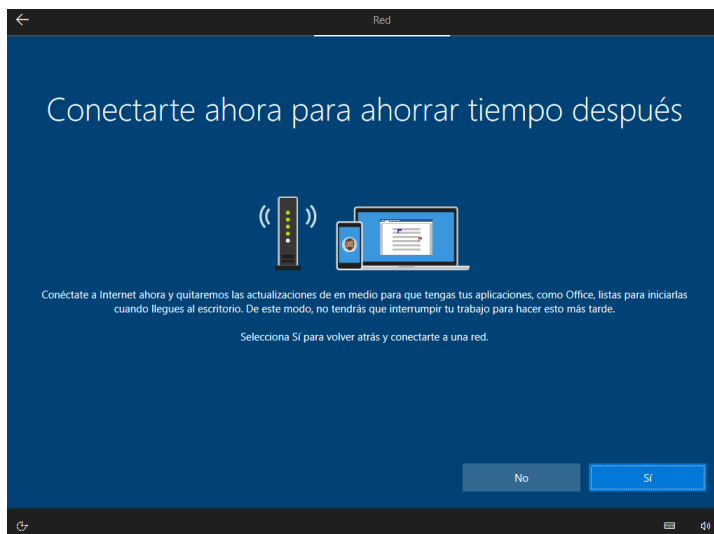 Red
Conectarte ahora para ahorrar tiempo después
Conéctate a Internet ahora y quitaremos las actualizaciones de en medio para que tengas tus aplicaciones, como Office, listas para iniciarlas
cuando llegues al escritorio. De este modo, no tendrás que interrumpir tu trabajo para hacer esto más tarde.
Selecciona Sí para volver atrás y conectarte a una red.
No
Sí